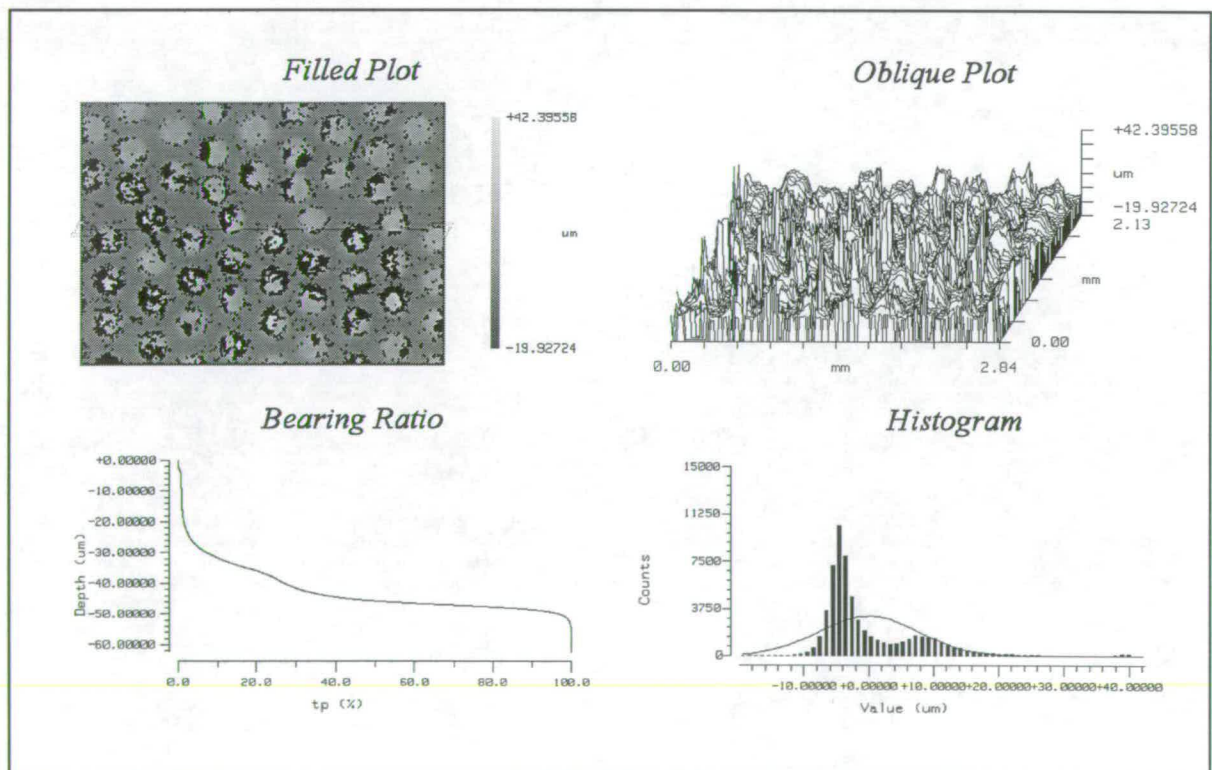 Filled Plot
+42.39558
um
-19.92724
Oblique Plot
+42.39558
um
-19.92724
2.13
mm
0.00
0.00
mm
2.84
Bearing Ratio
+0.00000
-10.00000
-20.00000
-30.00000
-40.00000
-50.00000
-60.00000
Depth (um)
0.0
20.0
40.0
60.0
80.0
100.0
tp (%)
Histogram
15000
11250
7500
3750
0
Counts
-10.00000
+0.00000
+10.00000
+20.00000
+30.00000
+40.00000
Value (um)